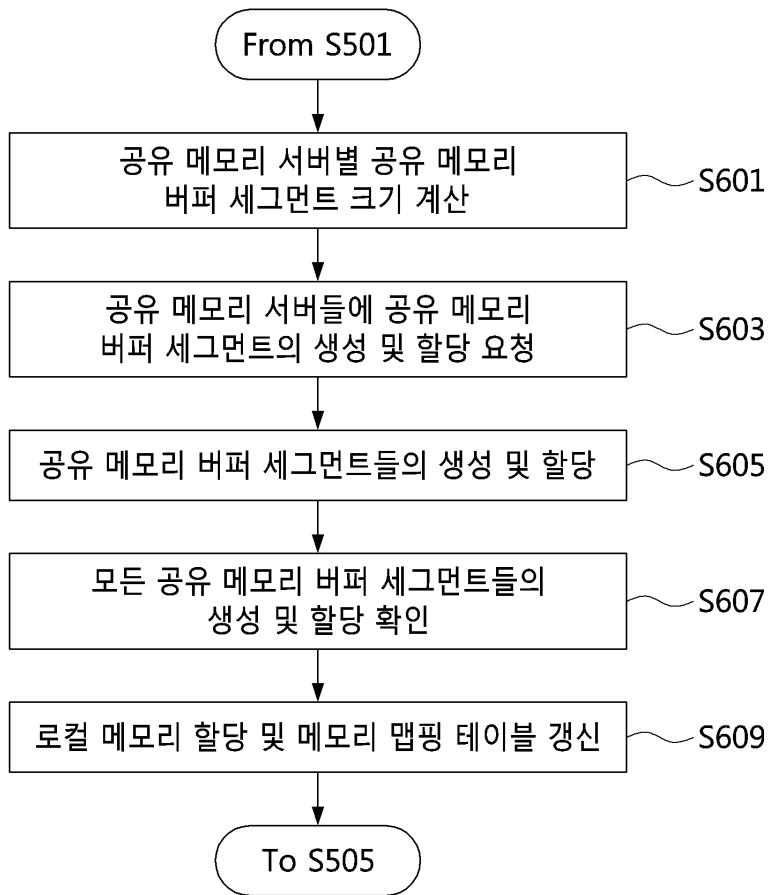 From S501
공유 메모리 서버별 공유 메모리
버퍼 세그먼트 크기 계산
S601
공유 메모리 서버들에 공유 메모리
버퍼 세그먼트의 생성 및 할당 요청
S603
공유 메모리 버퍼 세그먼트들의 생성 및 할당
S605
모든 공유 메모리 버퍼 세그먼트들의
생성 및 할당 확인
S607
로컬 메모리 할당 및 메모리 맵핑 테이블 갱신
S609
To S505